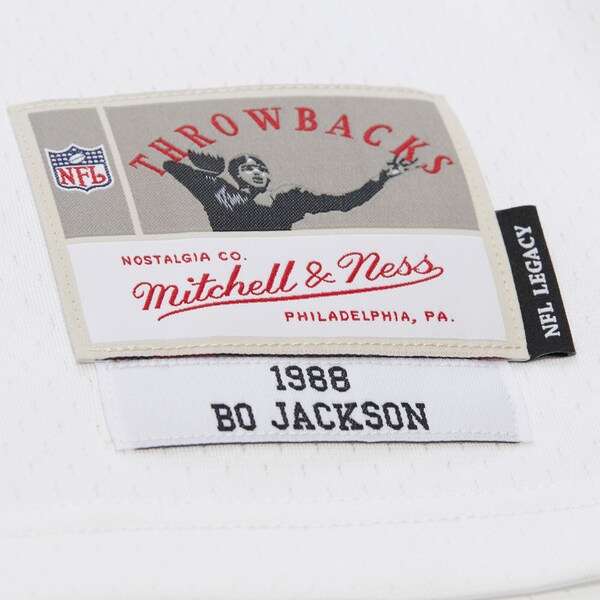 THROWBACKS
NFL
NOSTALGIA CO.
Mitchell & Ness
PHILADELPHIA, PA.
NFL LEGACY
1988
BO JACKSON